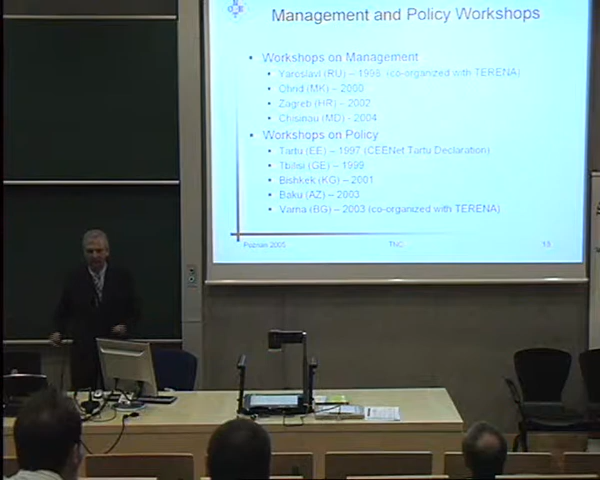 Management and Policy Workshops
• Workshops on Management
• Yaroslavl (RU) – 1998 (co-organized with TERENA)
• Ohrid (MK) – 2000
• Zagreb (HR) – 2002
• Chisinau (MD) - 2004
• Workshops on Policy
• Tartu (EE) – 1997 (CEENet Tartu Declaration)
• Tbilisi (GE) – 1999
• Bishkek (KG) – 2001
• Baku (AZ) – 2003
• Varna (BG) – 2003 (co-organized with TERENA)
Poznan 2005 TNC 13